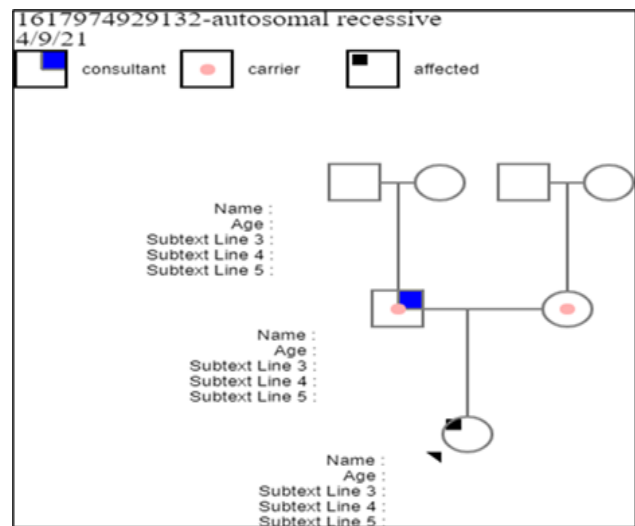 1617974929132-autosomal recessive
4/9/21
consultant carrier affected
Name :
Age :
Subtext Line 3 :
Subtext Line 4 :
Subtext Line 5 :
Name :
Age :
Subtext Line 3 :
Subtext Line 4 :
Subtext Line 5 :
Name :
Age :
Subtext Line 3 :
Subtext Line 4 :
Subtext Line 5 :